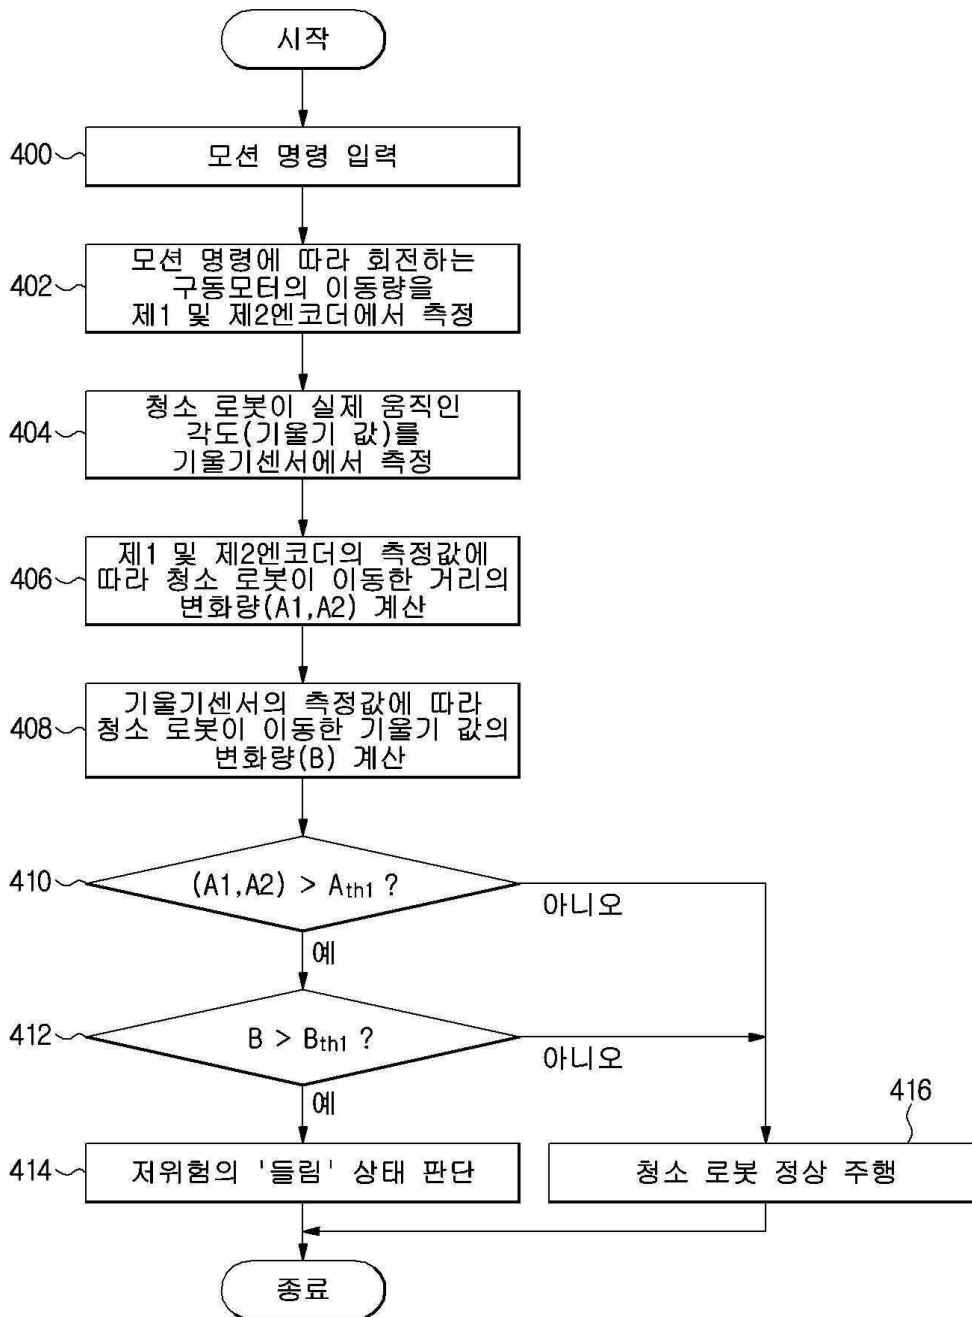 시작
400
모션 명령 입력
모션 명령에 따라 회전하는
402
구동모터의 이동량을
제1 및 제2엔코더에서 측정
청소 로봇이 실제 움직인
404
각도(기울기 값)를
기울기센서에서 측정
제1 및 제2엔코더의 측정값에
406
따라 청소 로봇이 이동한 거리의
변화량(A1,A2) 계산
기울기센서의 측정값에 따라
408
청소 로봇이 이동한 기울기 값의
변화량(B) 계산
410
(A1,A2) > Ath1 ?
아니오
예
412
B > Bth1 ?
아니오
예
416
414
저위험의 '들림' 상태 판단
청소 로봇 정상 주행
종료